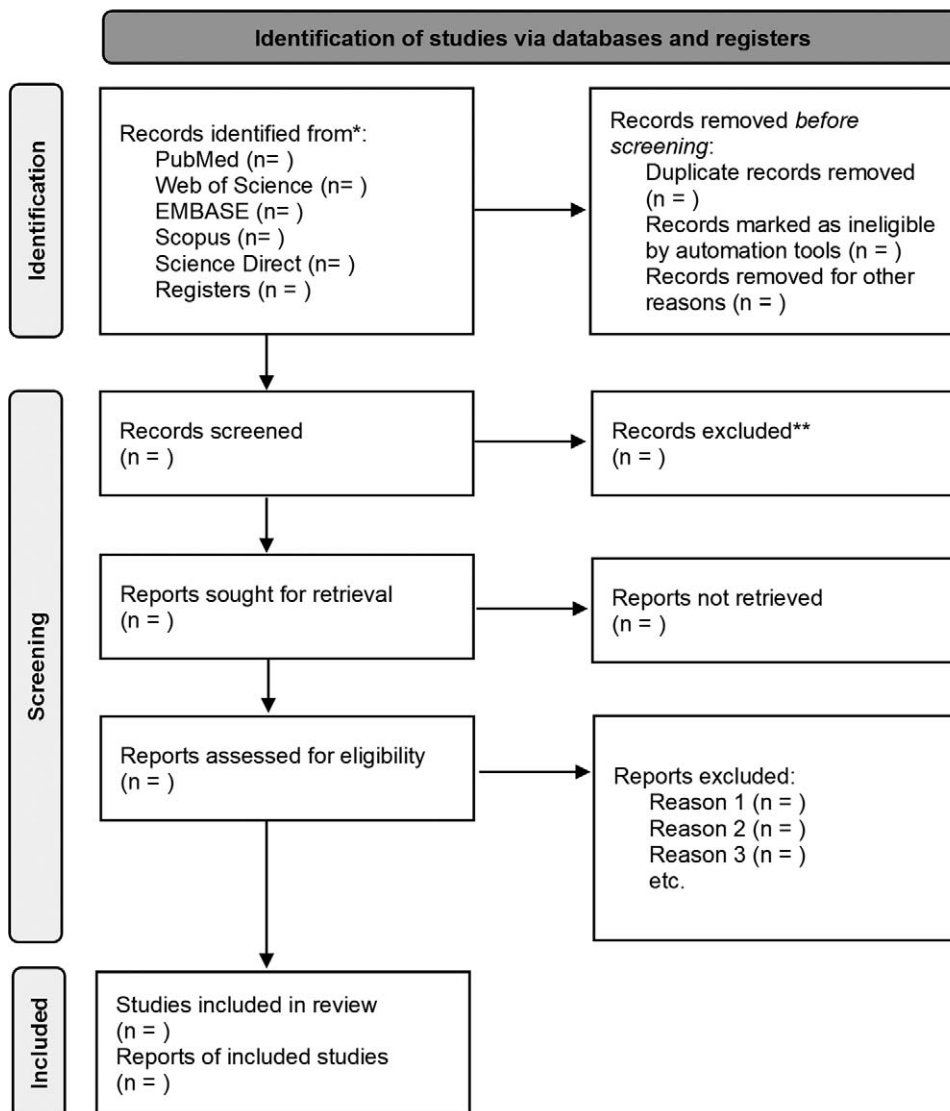 Identification of studies via databases and registers
Identification
Records identified from*:
PubMed (n= )
Web of Science (n= )
EMBASE (n= )
Scopus (n= )
Science Direct (n= )
Registers (n = )
Records removed before
screening:
Duplicate records removed
(n = )
Records marked as ineligible
by automation tools (n = )
Records removed for other
reasons (n = )
Screening
Records screened
(n = )
Records excluded**
(n = )
Reports sought for retrieval
(n = )
Reports not retrieved
(n = )
Reports assessed for eligibility
(n = )
Reports excluded:
Reason 1 (n = )
Reason 2 (n = )
Reason 3 (n = )
etc.
Included
Studies included in review
(n = )
Reports of included studies
(n = )